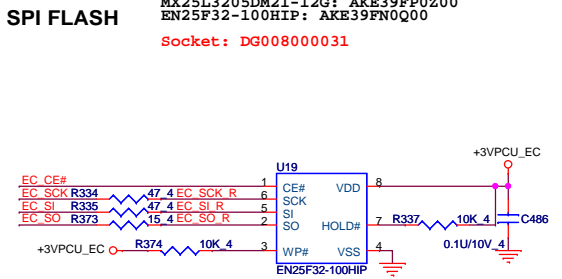 MX25L3205DM2I-12G: AKE39FP0Z00
SPI FLASH
EN25F32-100HIP: AKE39FN0Q00
Socket: DG008000031
+3VPCU_EC
U19
EC_CE# 1 CE# VDD 8
EC_SCK R334 47_4 EC_SCK_R 6 SCK
EC_SI R335 47_4 EC_SI_R 5 SI
EC_SO R373 15_4 EC_SO_R 2 SO HOLD# 7 R337 10K_4 C486
+3VPCU_EC R374 10K_4 3 WP# VSS 4 0.1U/10V_4
EN25F32-100HIP